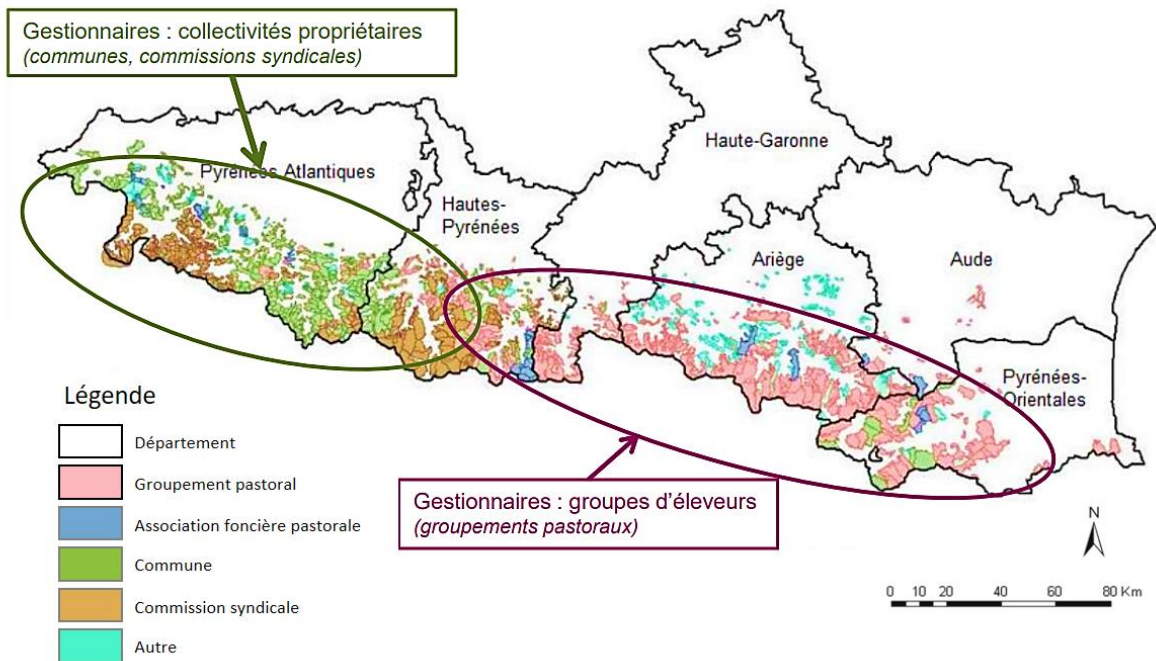 Gestionnaires : collectivités propriétaires
(communes, commissions syndicales)
Haute-Garonne
Pyrénées-Atlantiques
Hautes-
Pyrénées
Ariège
Aude
Pyrénées-
Orientales
Légende
Département
Groupement pastoral
Association foncière pastorale
Commune
Commission syndicale
Autre
Gestionnaires : groupes d'éleveurs
(groupements pastoraux)
N
0 10 20 40 60 80 Km